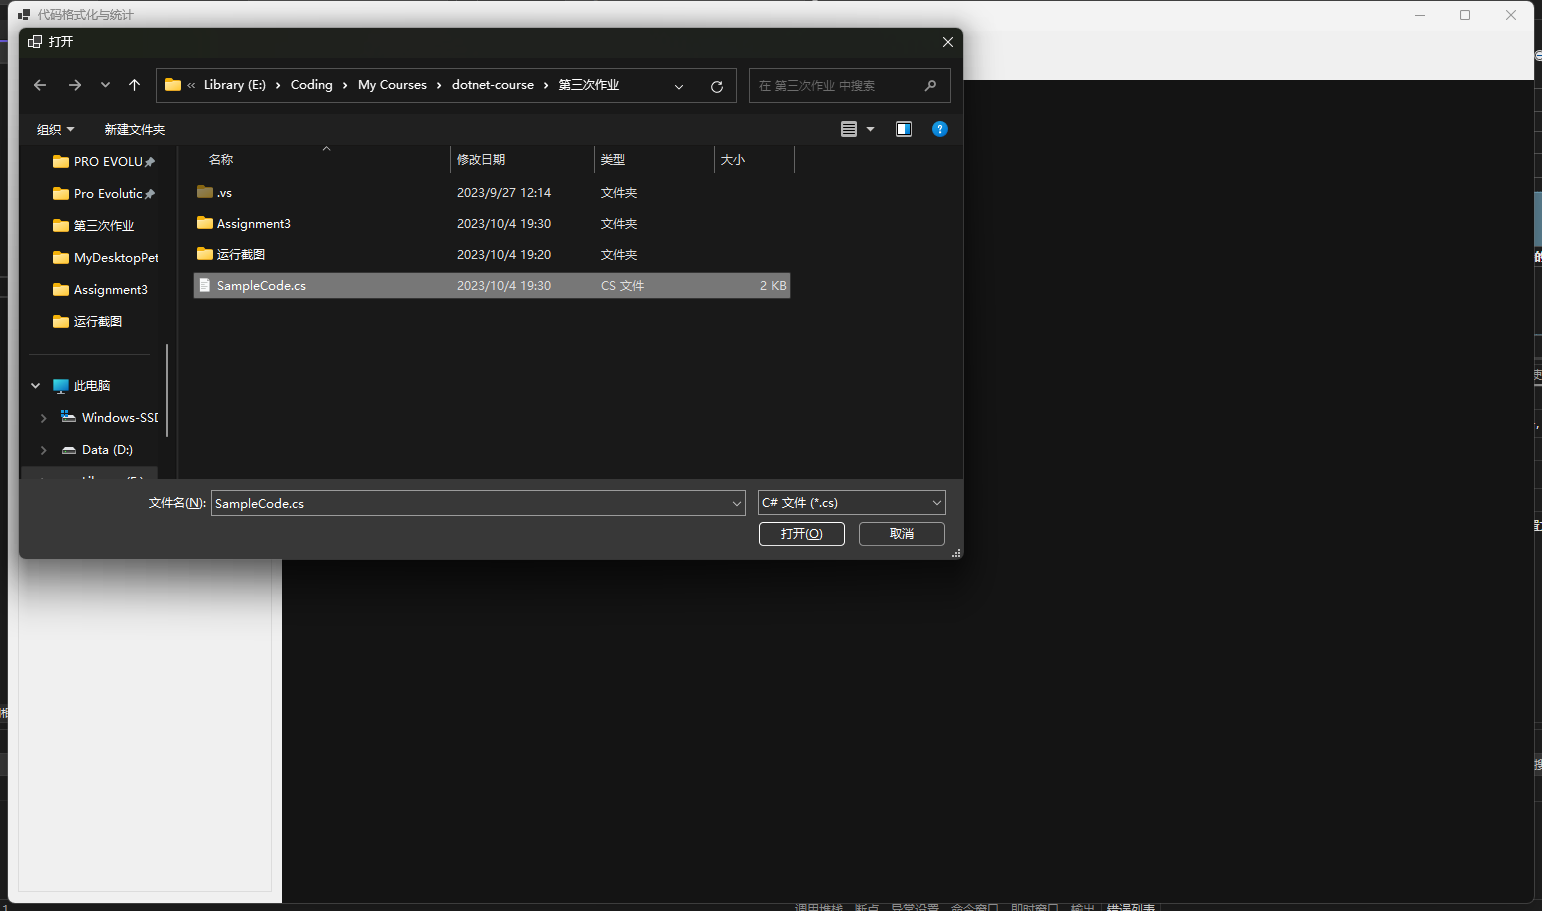 代码格式化与统计
打开
« Library (E:) › Coding › My Courses › dotnet-course › 第三次作业
在 第三次作业 中搜索
组织
新建文件夹
名称 修改日期 类型 大小
.vs 2023/9/27 12:14 文件夹
Assignment3 2023/10/4 19:30 文件夹
运行截图 2023/10/4 19:20 文件夹
SampleCode.cs 2023/10/4 19:30 CS 文件 2 KB
PRO EVOLU
Pro Evolutic
第三次作业
MyDesktopPet
Assignment3
运行截图
此电脑
Windows-SSD
Data (D:)
文件名(N): SampleCode.cs C# 文件 (*.cs)
打开(O) 取消
调用堆栈 断点 异常设置 命令窗口 即时窗口 输出 错误列表